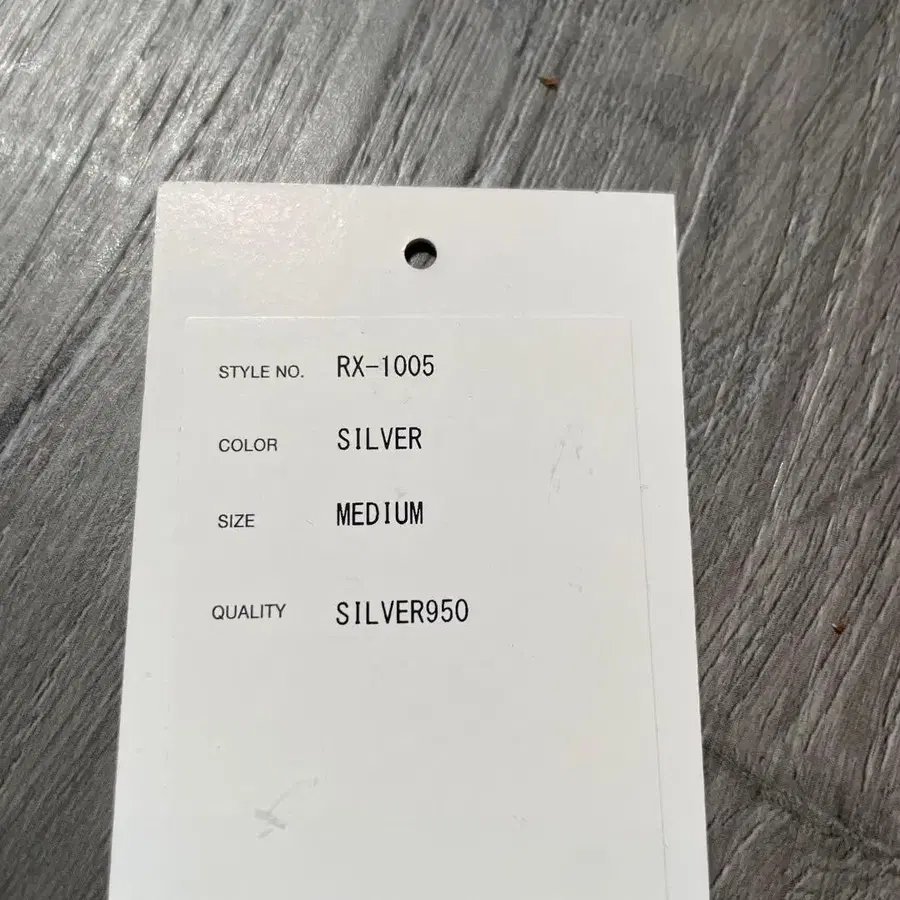 STYLE NO. RX-1005
COLOR SILVER
SIZE MEDIUM
QUALITY SILVER950